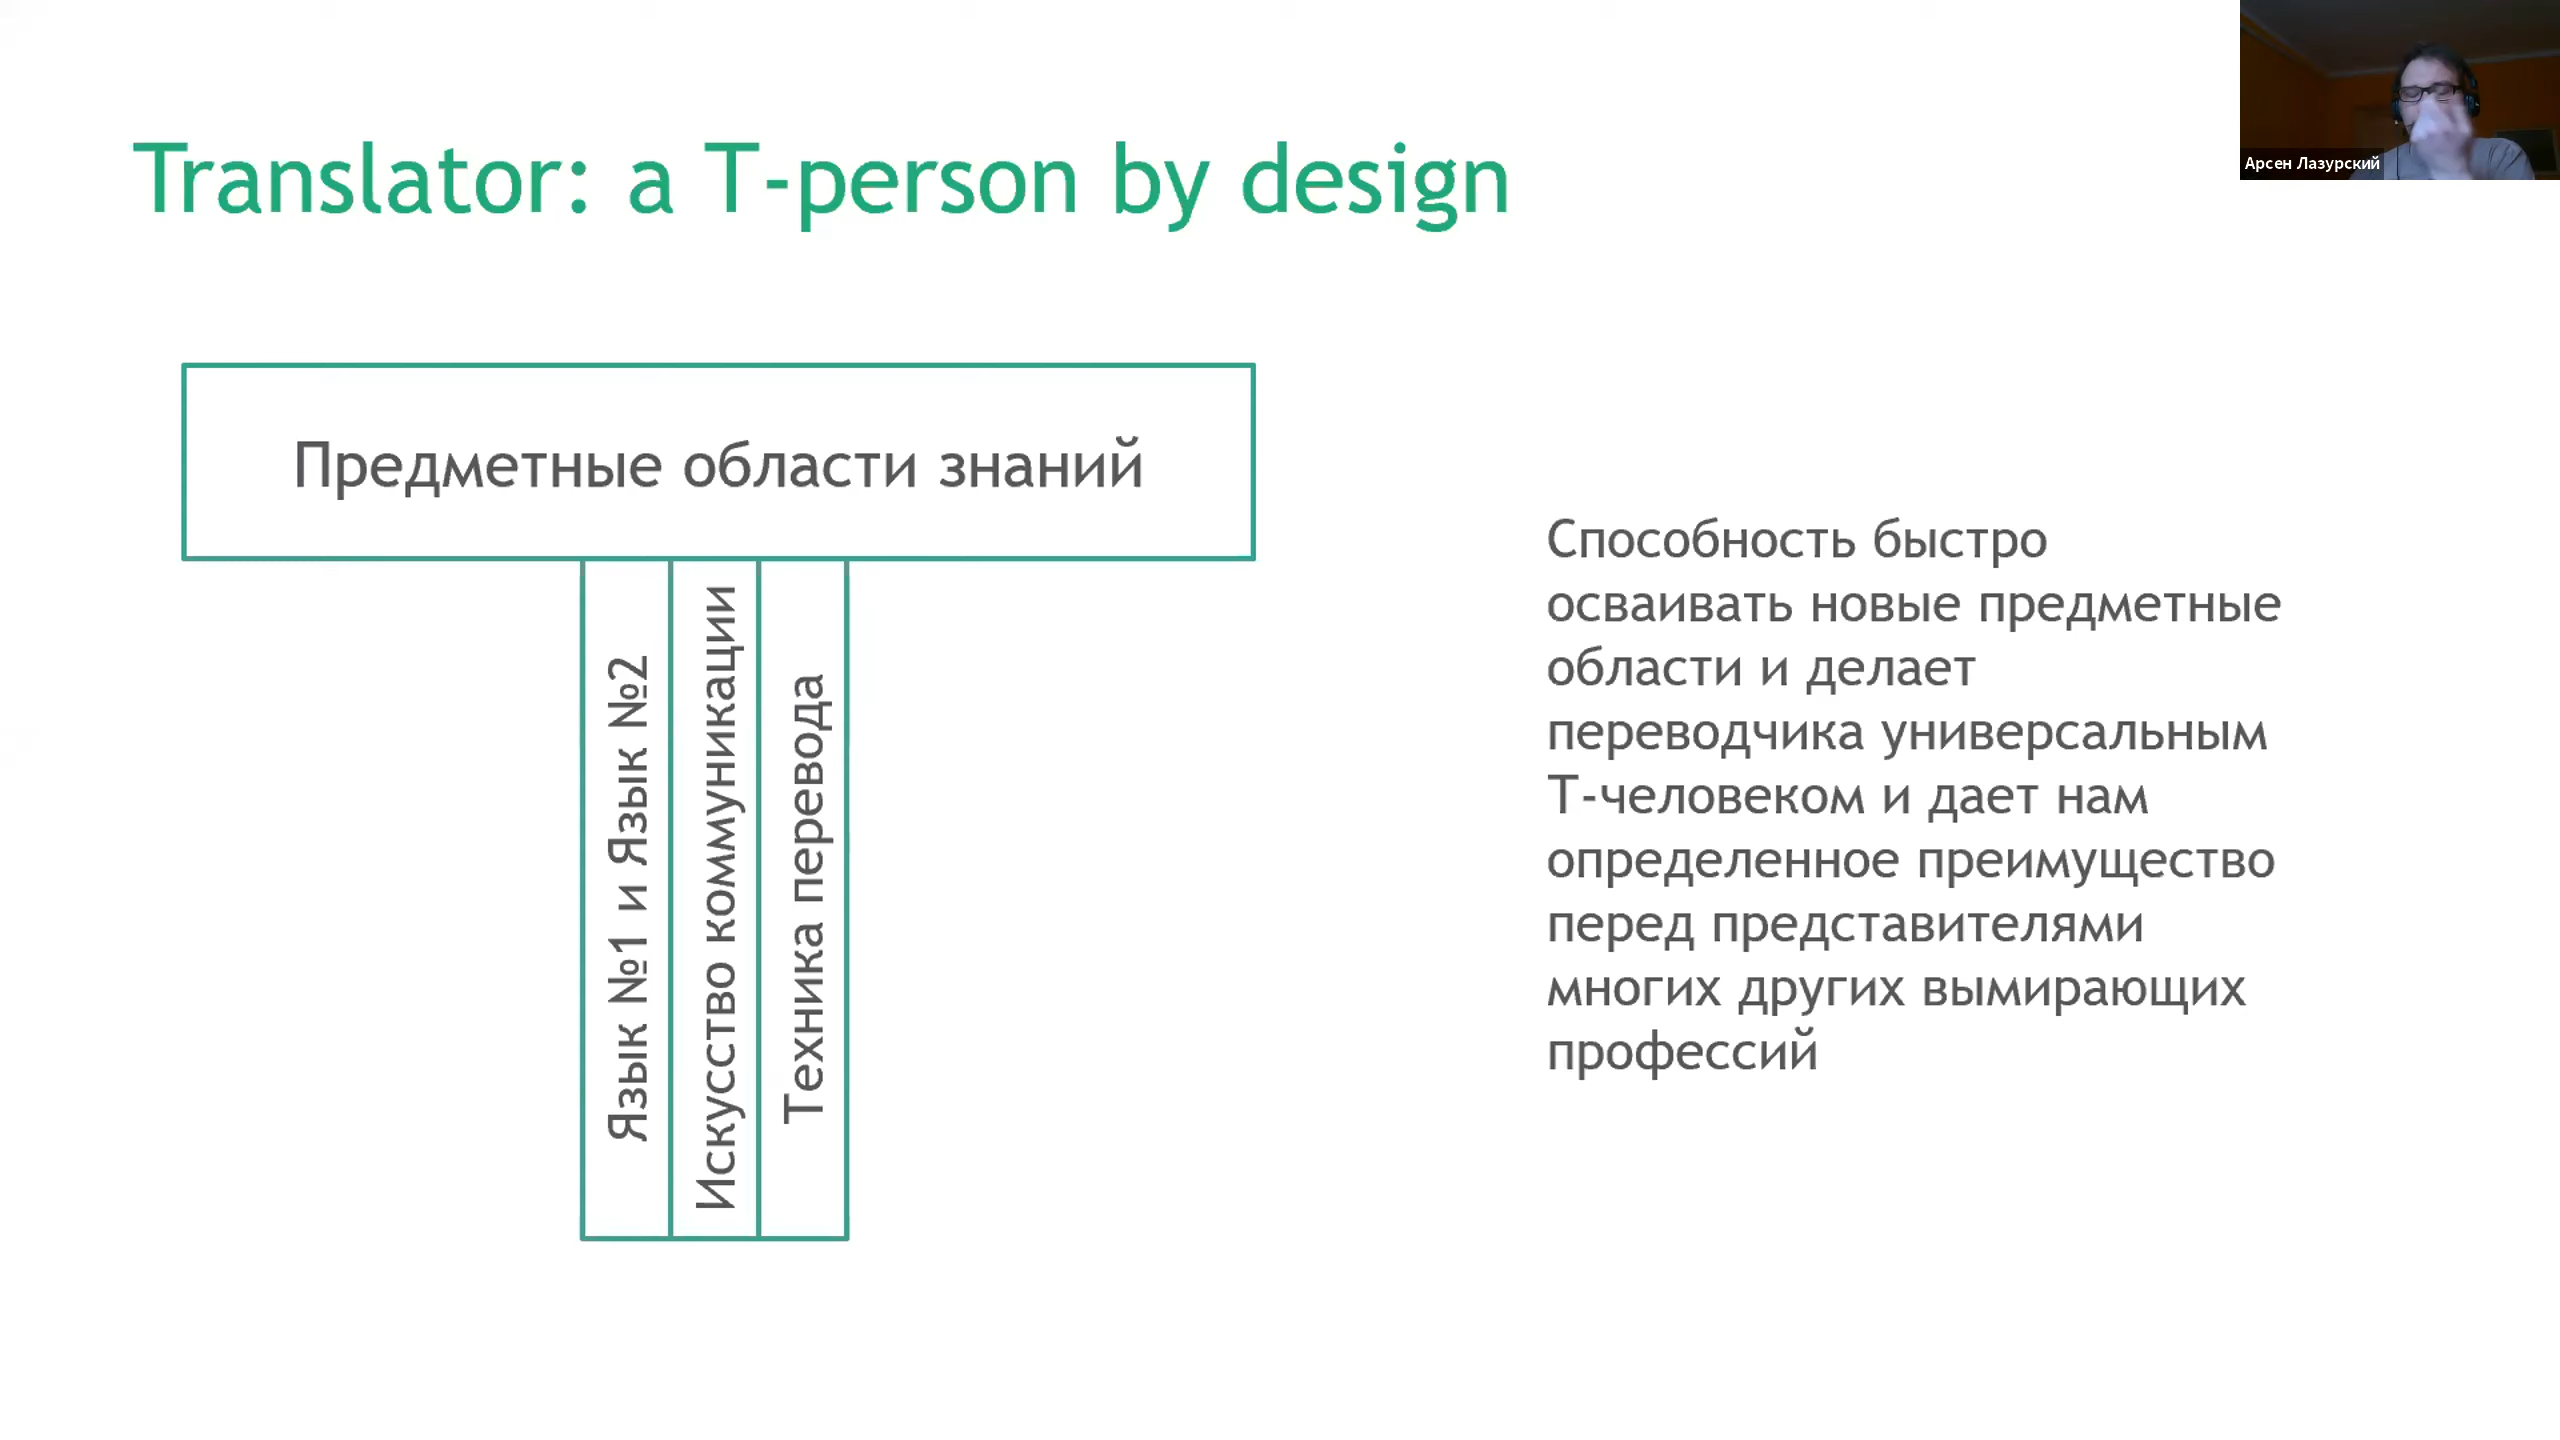 Translator: a T-person by design
Арсен Лазурский
Предметные области знаний
Язык №1 и Язык №2
Искусство коммуникации
Техника перевода
Способность быстро
осваивать новые предметные
области и делает
переводчика универсальным
Т-человеком и дает нам
определенное преимущество
перед представителями
многих других вымирающих
профессий